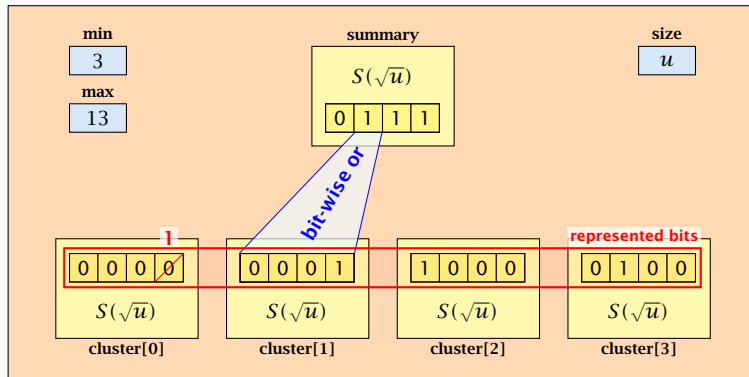 min
summary
size
3
S(√u)
u
max
0 1 1 1
13
bit-wise or
1
represented bits
0 0 0 0
0 0 0 1
1 0 0 0
0 1 0 0
S(√u)
S(√u)
S(√u)
S(√u)
cluster[0]
cluster[1]
cluster[2]
cluster[3]